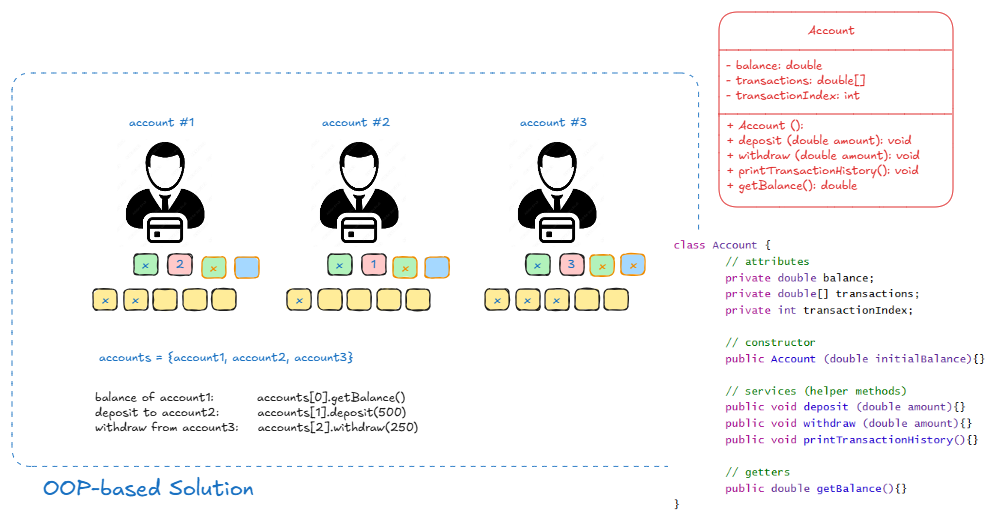 Account
- balance: double
- transactions: double[]
- transactionIndex: int
+ Account ():
+ deposit (double amount): void
+ withdraw (double amount): void
+ printTransactionHistory(): void
+ getBalance(): double
account #1
account #2
account #3
x 2 x
x 1 x
x 3 x x
x x
x
x x x
accounts = {account1, account2, account3}
balance of account1: accounts[0].getBalance()
deposit to account2: accounts[1].deposit(500)
withdraw from account3: accounts[2].withdraw(250)
OOP-based Solution
class Account {
// attributes
private double balance;
private double[] transactions;
private int transactionIndex;
// constructor
public Account (double initialBalance){}
// services (helper methods)
public void deposit (double amount){}
public void withdraw (double amount){}
public void printTransactionHistory(){}
// getters
public double getBalance(){}
}